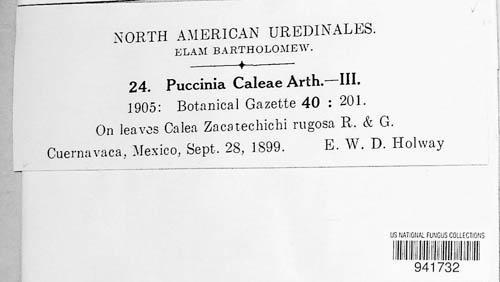 NORTH AMERICAN UREDINALES.
ELAM BARTHOLOMEW.
24. Puccinia Caleae Arth.—III.
1905: Botanical Gazette 40 : 201.
On leaves Calea Zacatechichi rugosa R. & G.
Cuernavaca, Mexico, Sept. 28, 1899. E. W. D. Holway
US NATIONAL FUNGUS COLLECTIONS
941732